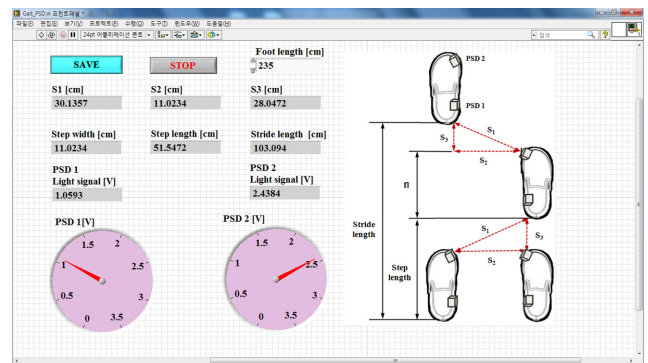 Gait_PSD.vi 프런트패널 *
파일(F) 편집(E) 보기(V) 프로젝트(P) 수행(O) 도구(T) 윈도우(W) 도움말(H)
24pt 어플리케이션 폰트
검색
SAVE
STOP
Foot length [cm]
235
S1 [cm]
30.1357
S2 [cm]
11.0234
S3 [cm]
28.0472
Step width [cm]
11.0234
Step length [cm]
51.5472
Stride length [cm]
103.094
PSD 1
Light signal [V]
1.0593
PSD 2
Light signal [V]
2.4384
PSD 1[V]
0 0.5 1 1.5 2 2.5 3 3.5
PSD 2 [V]
0 0.5 1 1.5 2 2.5 3 3.5
PSD 2
PSD 1
S1
S3
S2
fl
Stride length
S1
S3
S2
Step length